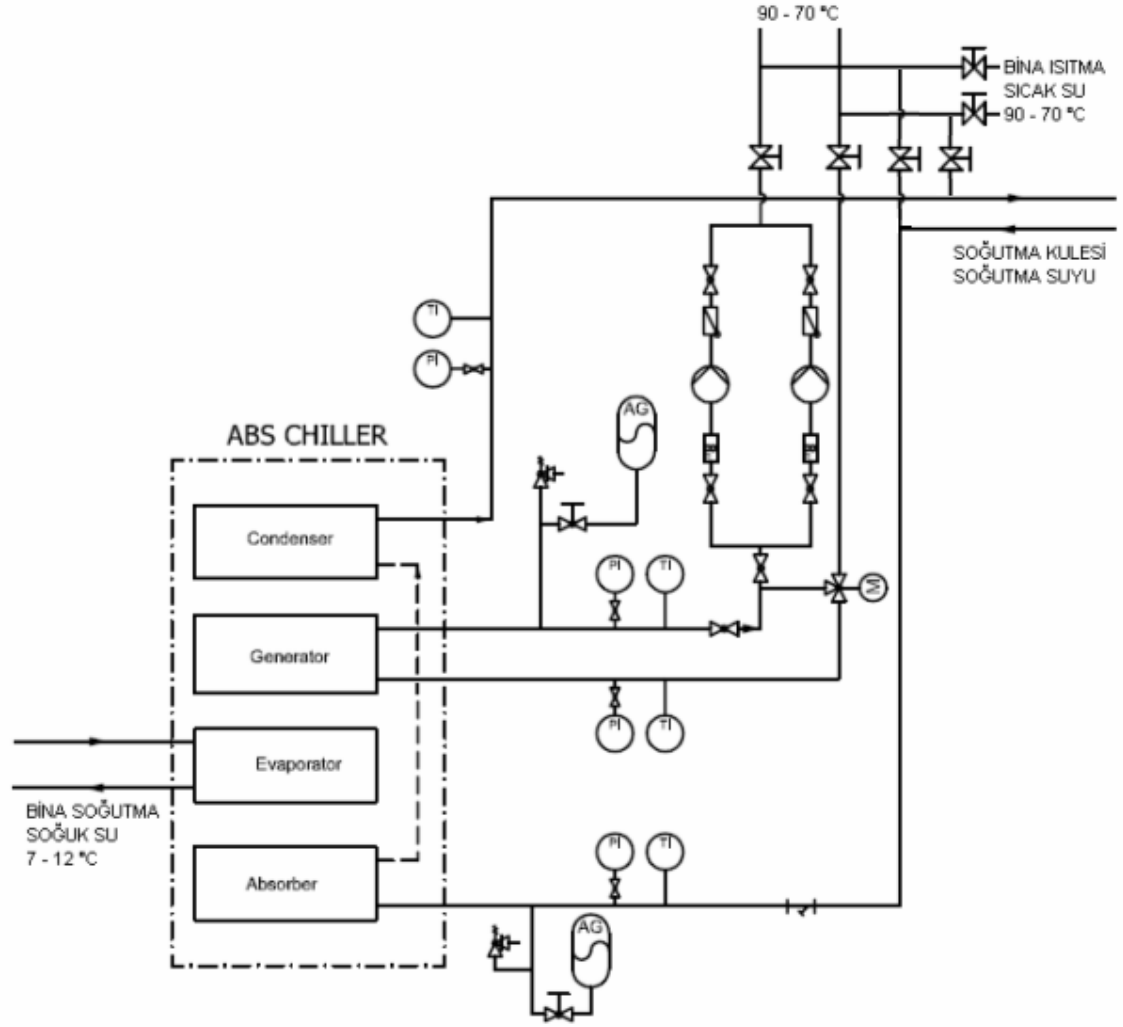 90 - 70 °C
BİNA ISITMA
SICAK SU
90 - 70 °C
SOĞUTMA KULESİ
SOĞUTMA SUYU
Tİ
Pİ
AG
ABS CHILLER
Condenser
Pİ
Tİ
M
Generator
Pİ
Tİ
Evaporator
BİNA SOĞUTMA
SOĞUK SU
7 - 12 °C
Pİ
Tİ
Absorber
AG